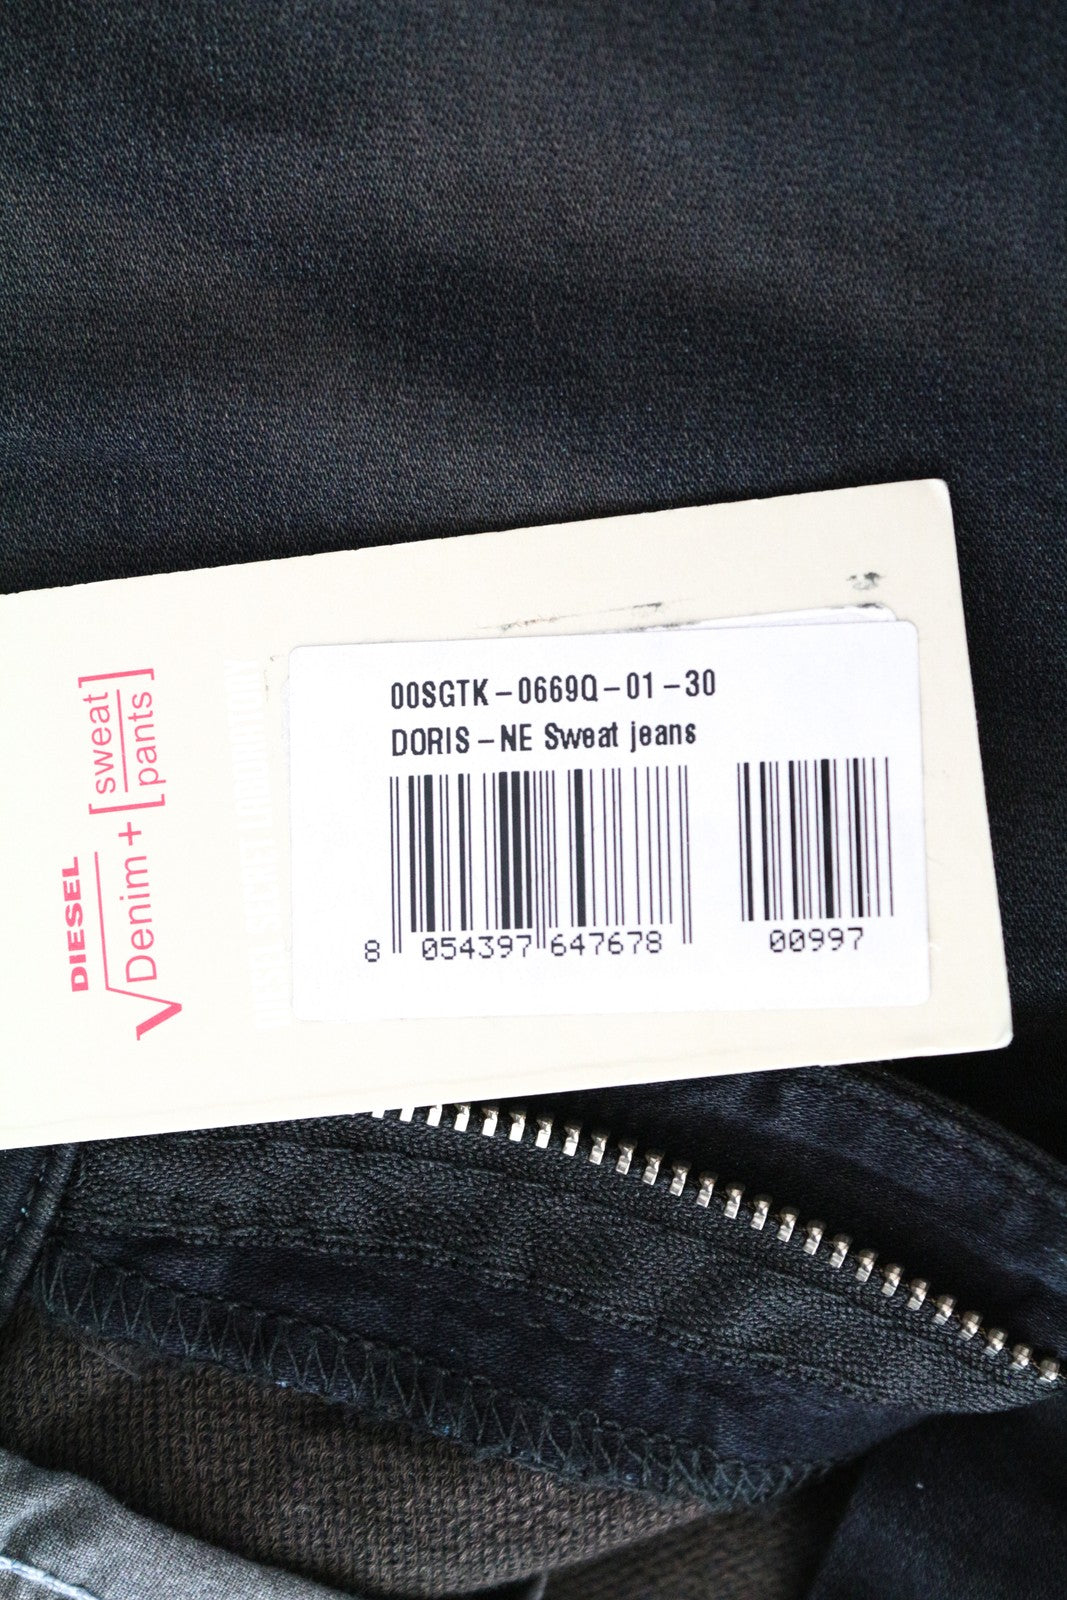 DIESEL
√Denim + [sweat]
[pants]
00SGTK-0669Q-01-30
DORIS-NE Sweat jeans
8 054397 647678
00997